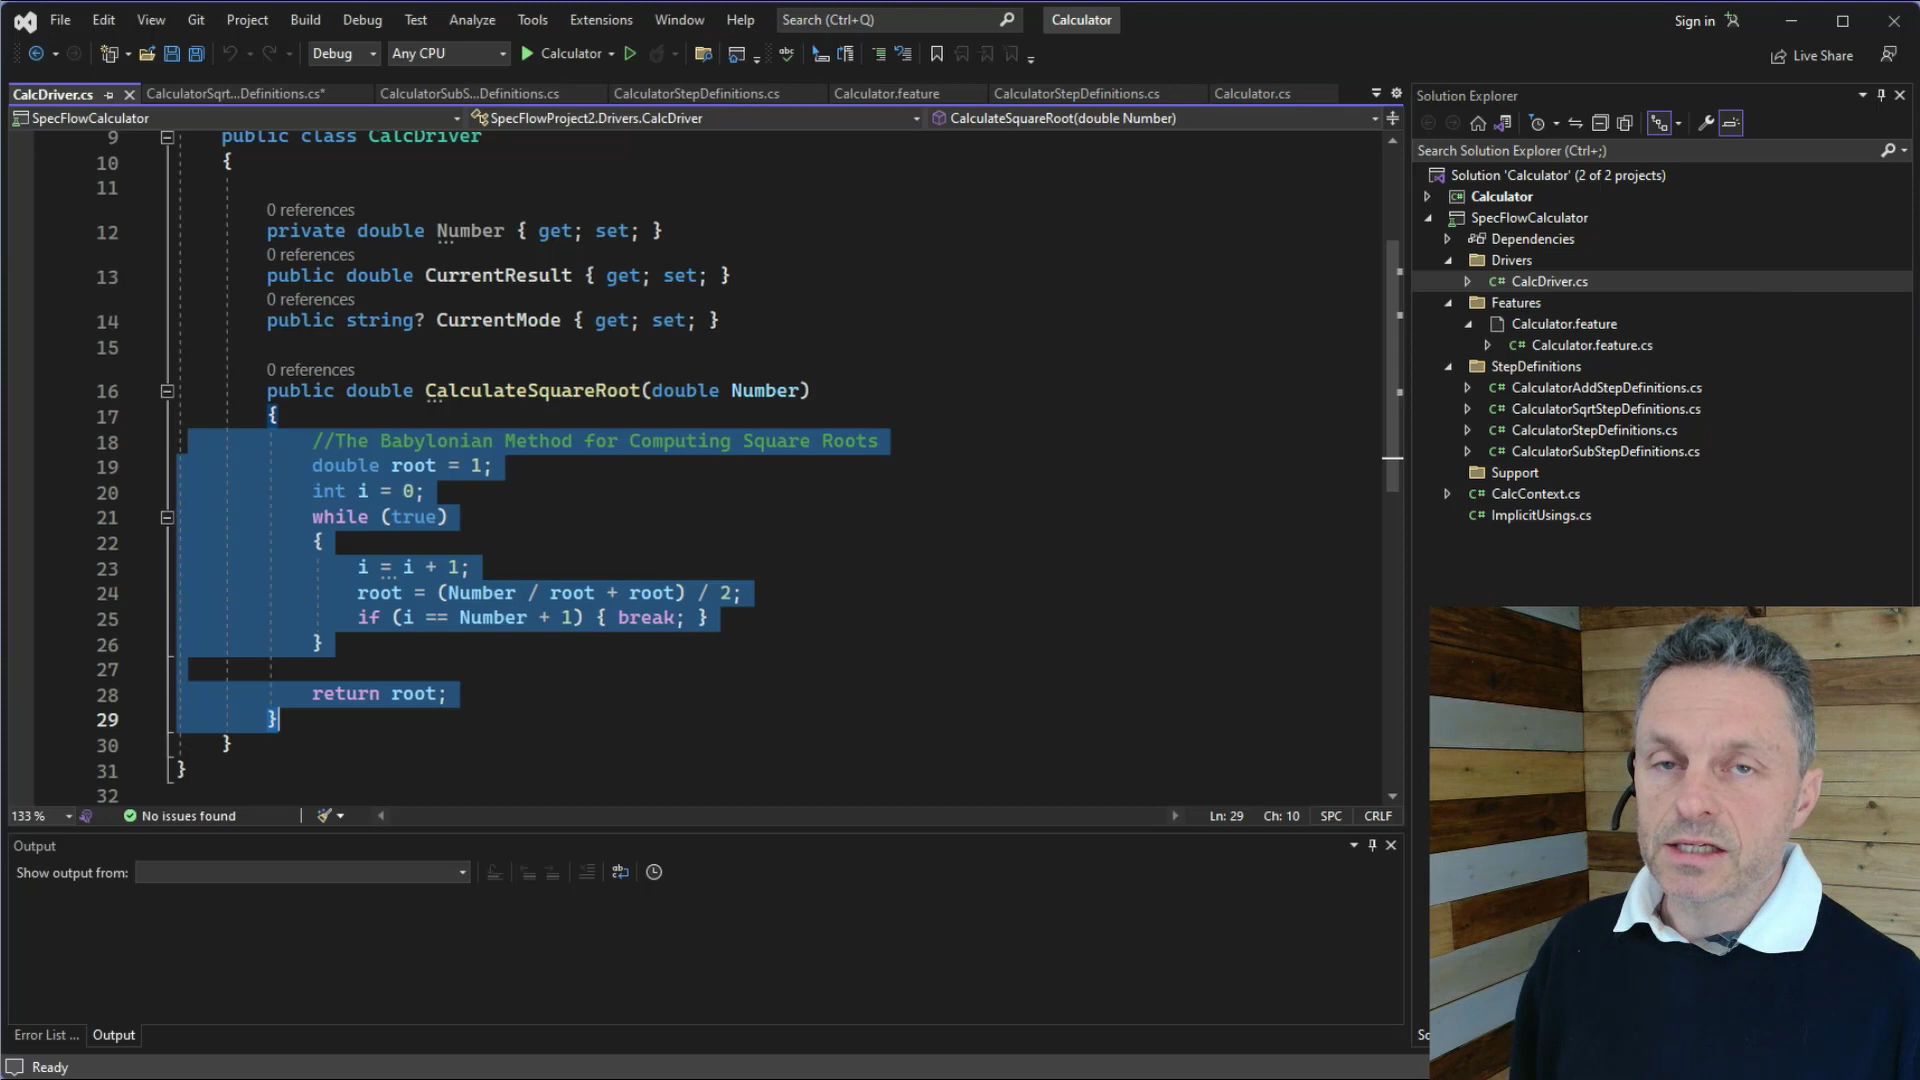 File Edit View Git Project Build Debug Test Analyze Tools Extensions Window Help Search (Ctrl+Q) Calculator Sign in
Debug Any CPU Calculator Live Share
CalcDriver.cs CalculatorSqrt...Definitions.cs* CalculatorSubS...Definitions.cs CalculatorStepDefinitions.cs Calculator.feature CalculatorStepDefinitions.cs Calculator.cs
SpecFlowCalculator SpecFlowProject2.Drivers.CalcDriver CalculateSquareRoot(double Number)
9 public class CalcDriver
10 {
11
0 references
12 private double Number { get; set; }
0 references
13 public double CurrentResult { get; set; }
0 references
14 public string? CurrentMode { get; set; }
15
0 references
16 public double CalculateSquareRoot(double Number)
17 {
18 //The Babylonian Method for Computing Square Roots
19 double root = 1;
20 int i = 0;
21 while (true)
22 {
23 i = i + 1;
24 root = (Number / root + root) / 2;
25 if (i == Number + 1) { break; }
26 }
27
28 return root;
29 }
30 }
31 }
32
133 % No issues found Ln: 29 Ch: 10 SPC CRLF
Output
Show output from:
Error List ... Output
Ready
Solution Explorer
Search Solution Explorer (Ctrl+;)
Solution 'Calculator' (2 of 2 projects)
Calculator
SpecFlowCalculator
Dependencies
Drivers
C# CalcDriver.cs
Features
Calculator.feature
C# Calculator.feature.cs
StepDefinitions
C# CalculatorAddStepDefinitions.cs
C# CalculatorSqrtStepDefinitions.cs
C# CalculatorStepDefinitions.cs
C# CalculatorSubStepDefinitions.cs
Support
C# CalcContext.cs
C# ImplicitUsings.cs